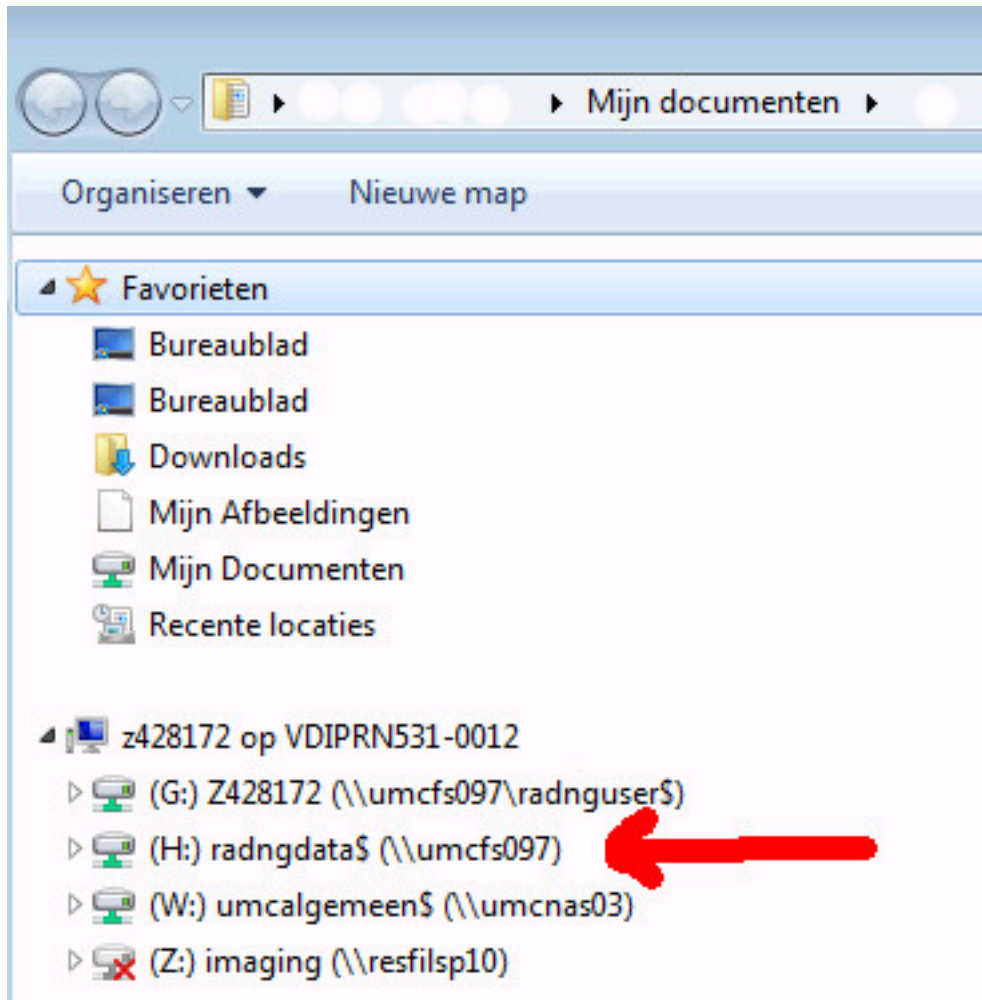 Mijn documenten
Organiseren Nieuwe map
Favorieten
Bureaublad
Bureaublad
Downloads
Mijn Afbeeldingen
Mijn Documenten
Recente locaties
z428172 op VDIPRN531-0012
(G:) Z428172 (\\umcfs097\radnguser$)
(H:) radngdata$ (\\umcfs097)
(W:) umcalgemeen$ (\\umcnas03)
(Z:) imaging (\\resfilsp10)